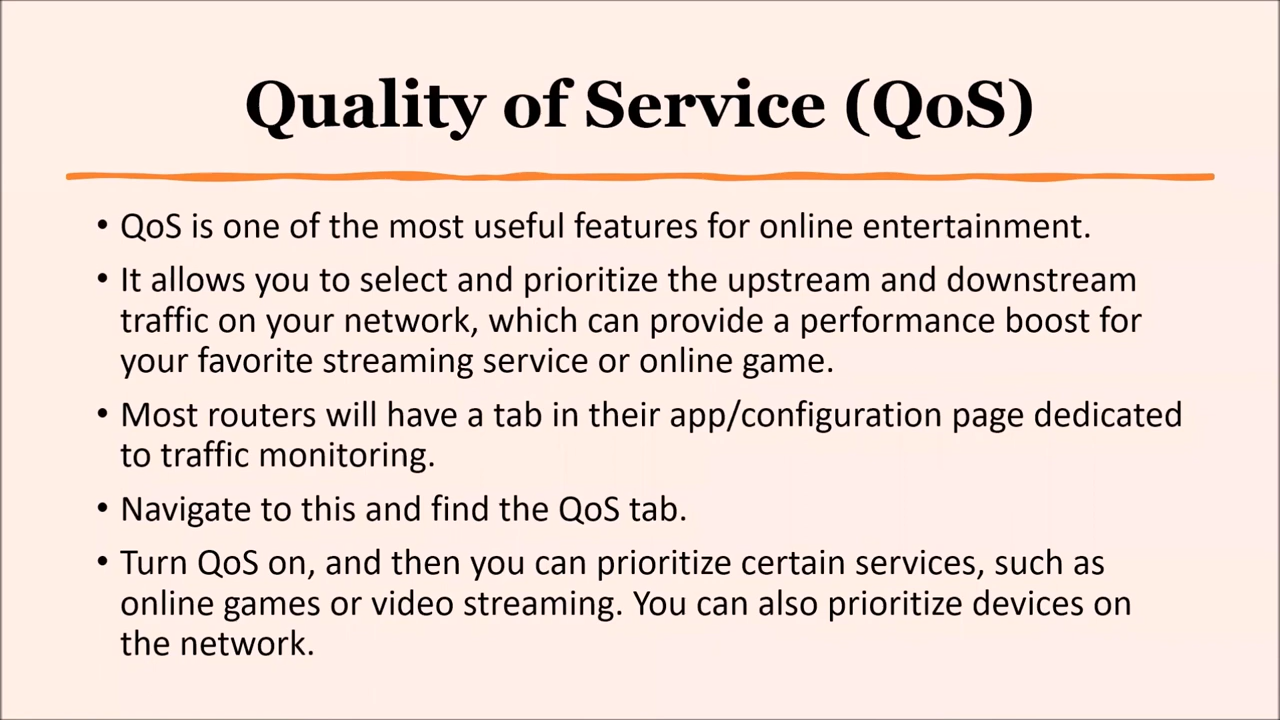 Quality of Service (QoS)
• QoS is one of the most useful features for online entertainment.
• It allows you to select and prioritize the upstream and downstream
traffic on your network, which can provide a performance boost for
your favorite streaming service or online game.
• Most routers will have a tab in their app/configuration page dedicated
to traffic monitoring.
• Navigate to this and find the QoS tab.
• Turn QoS on, and then you can prioritize certain services, such as
online games or video streaming. You can also prioritize devices on
the network.